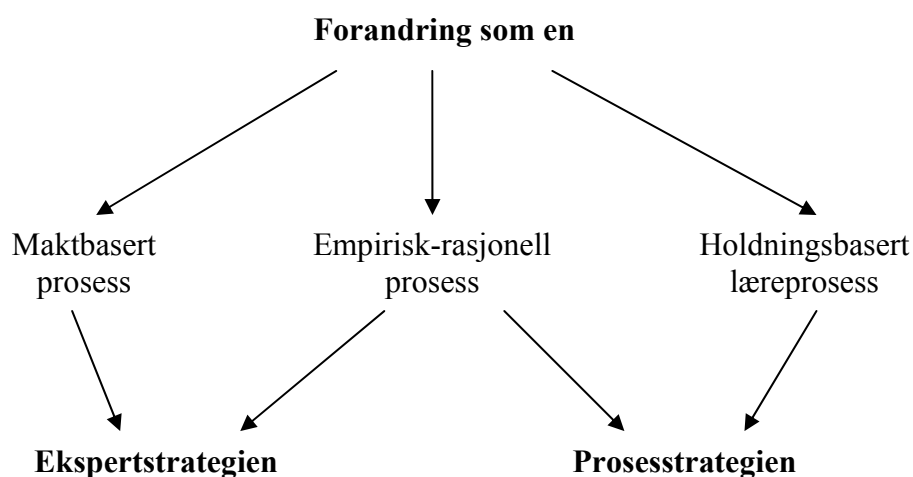 Forandring som en
Maktbasert
prosess
Empirisk-rasjonell
prosess
Holdningsbasert
læreprosess
Ekspertstrategien
Prosesstrategien